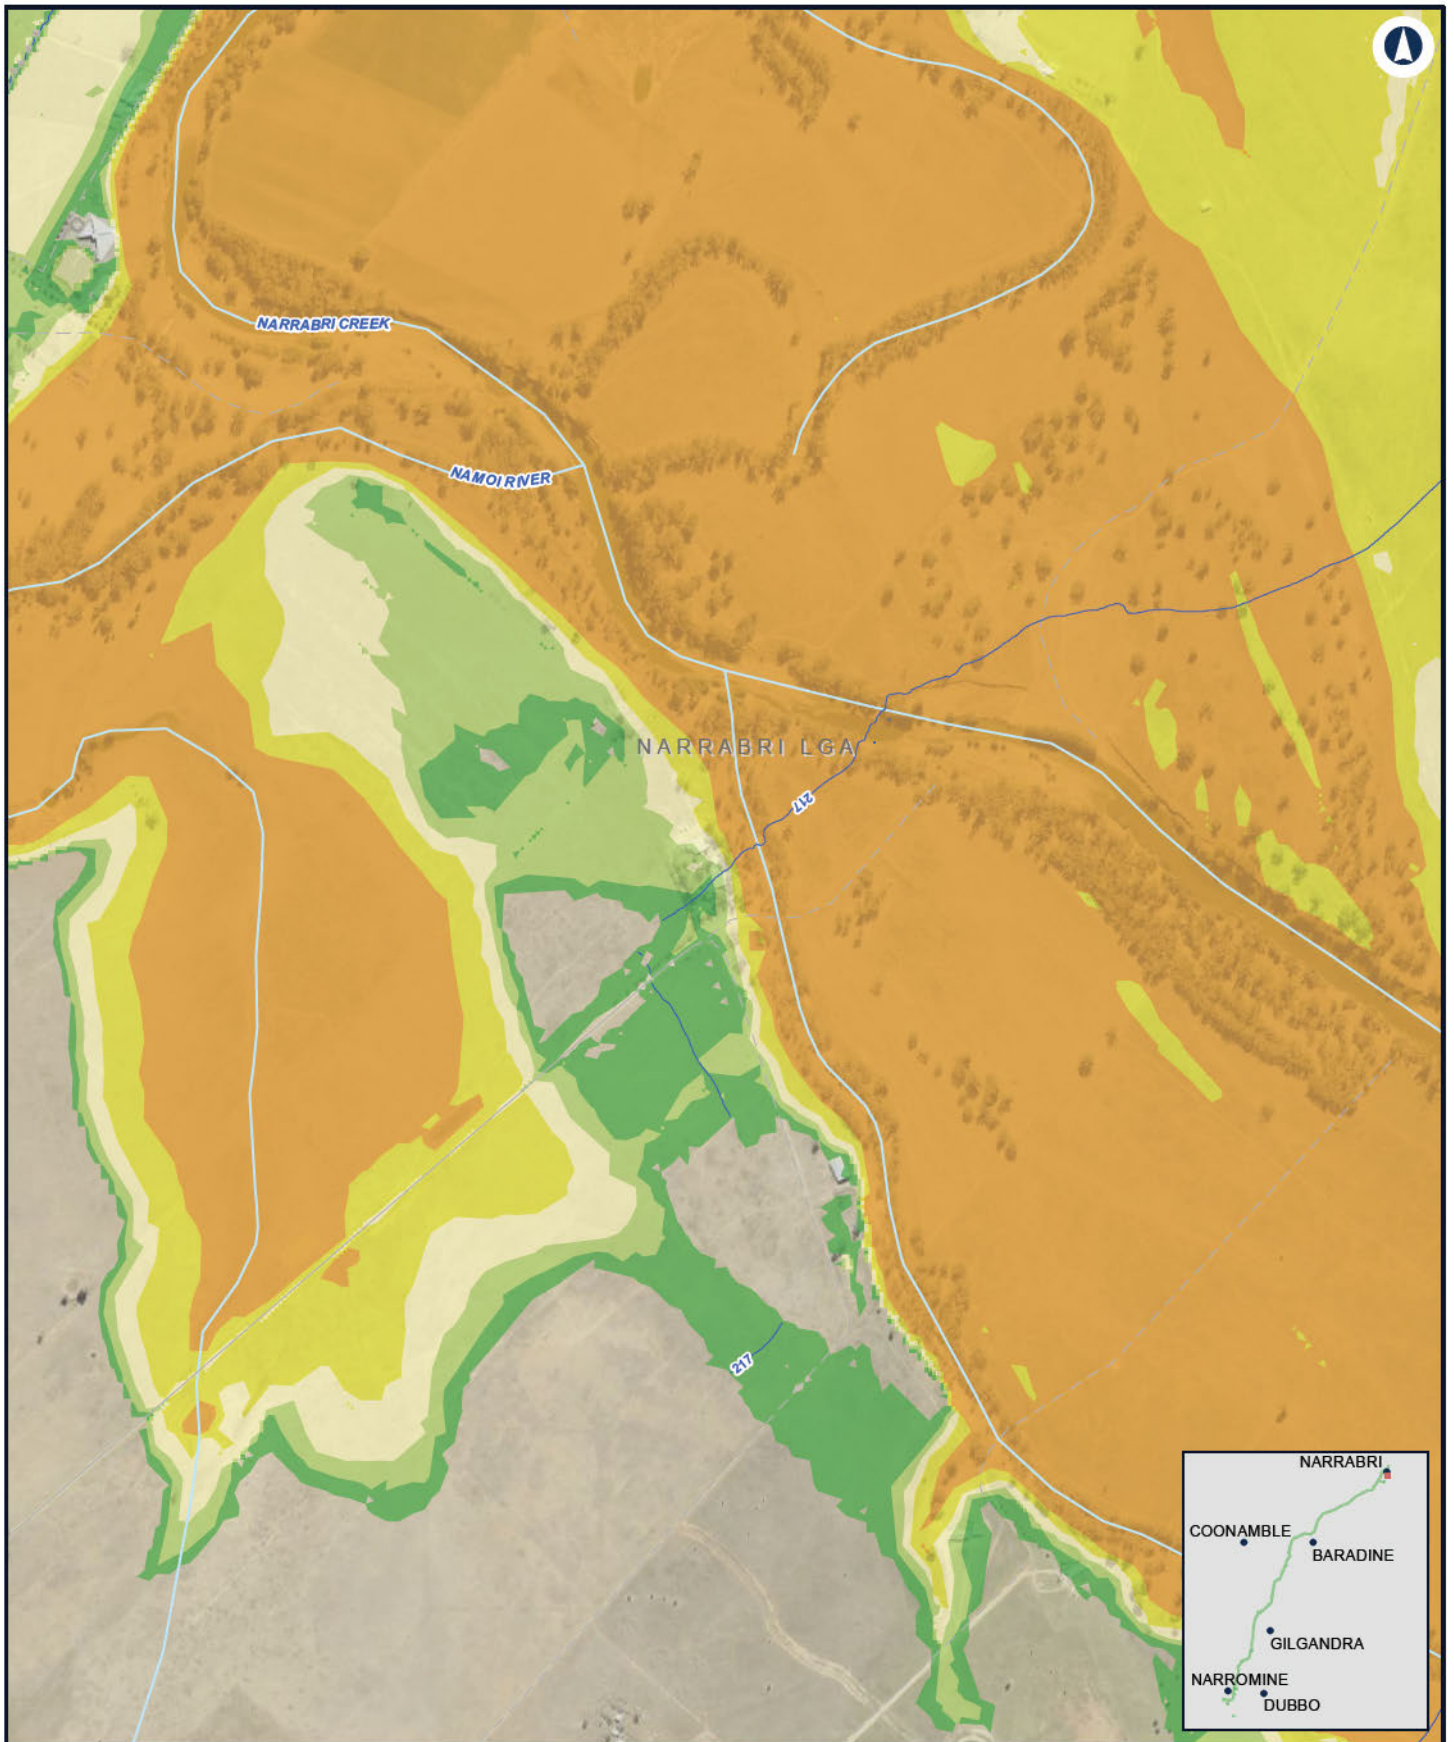 NARRABRI CREEK
NAMOI RIVER
NARRABRI LGA
217
217
NARRABRI
COONAMBLE
BARADINE
GILGANDRA
NARROMINE
DUBBO